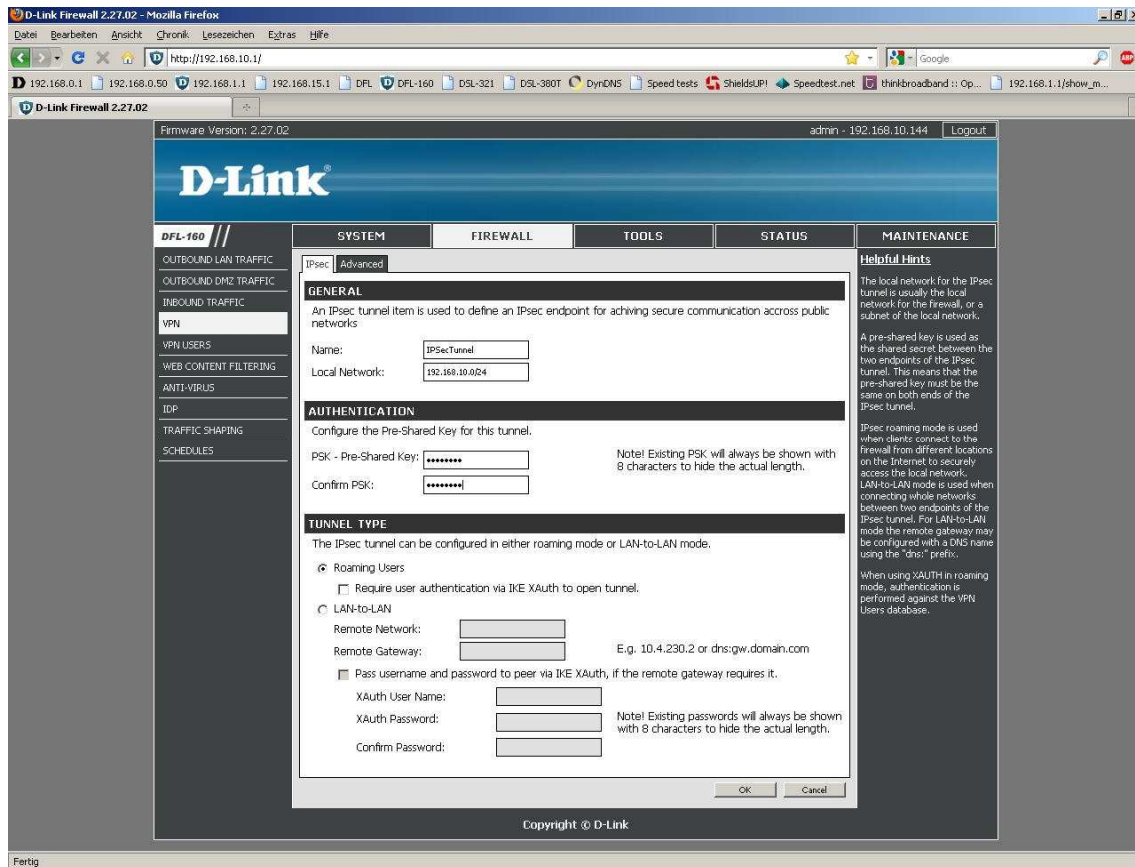 D-Link Firewall 2.27.02 - Mozilla Firefox
Datei Bearbeiten Ansicht Chronik Lesezeichen Extras Hilfe
http://192.168.10.1/
Google
ABP
192.168.0.1 192.168.0.50 192.168.1.1 192.168.15.1 DFL DFL-160 DSL-321 DSL-380T DynDNS Speed tests ShieldsUP! Speedtest.net thinkbroadband :: Op... 192.168.1.1/show_m...
D-Link Firewall 2.27.02
Firmware Version: 2.27.02
admin - 192.168.10.144 Logout
D-Link®
DFL-160
SYSTEM FIREWALL TOOLS STATUS MAINTENANCE
OUTBOUND LAN TRAFFIC
OUTBOUND DMZ TRAFFIC
INBOUND TRAFFIC
VPN
VPN USERS
WEB CONTENT FILTERING
ANTI-VIRUS
IDP
TRAFFIC SHAPING
SCHEDULES
IPsec Advanced
GENERAL
An IPsec tunnel item is used to define an IPsec endpoint for achiving secure communication accross public
networks
Name: IPSecTunnel
Local Network: 192.168.10.0/24
AUTHENTICATION
Configure the Pre-Shared Key for this tunnel.
PSK - Pre-Shared Key: ••••••••
Note! Existing PSK will always be shown with
8 characters to hide the actual length.
Confirm PSK: ••••••••
TUNNEL TYPE
The IPsec tunnel can be configured in either roaming mode or LAN-to-LAN mode.
Roaming Users
Require user authentication via IKE XAuth to open tunnel.
LAN-to-LAN
Remote Network:
Remote Gateway:
E.g. 10.4.230.2 or dns:gw.domain.com
Pass username and password to peer via IKE XAuth, if the remote gateway requires it.
XAuth User Name:
XAuth Password:
Note! Existing passwords will always be shown
with 8 characters to hide the actual length.
Confirm Password:
OK Cancel
Helpful Hints
The local network for the IPsec
tunnel is usually the local
network for the firewall, or a
subnet of the local network.
A pre-shared key is used as
the shared secret between the
two endpoints of the IPsec
tunnel. This means that the
pre-shared key must be the
same on both ends of the
IPsec tunnel.
IPsec roaming mode is used
when clients connect to the
firewall from different locations
on the Internet to securely
access the local network.
LAN-to-LAN mode is used when
connecting whole networks
between two endpoints of the
IPsec tunnel. For LAN-to-LAN
mode the remote gateway may
be configured with a DNS name
using the "dns:" prefix.
When using XAUTH in roaming
mode, authentication is
performed against the VPN
Users database.
Copyright © D-Link
Fertig